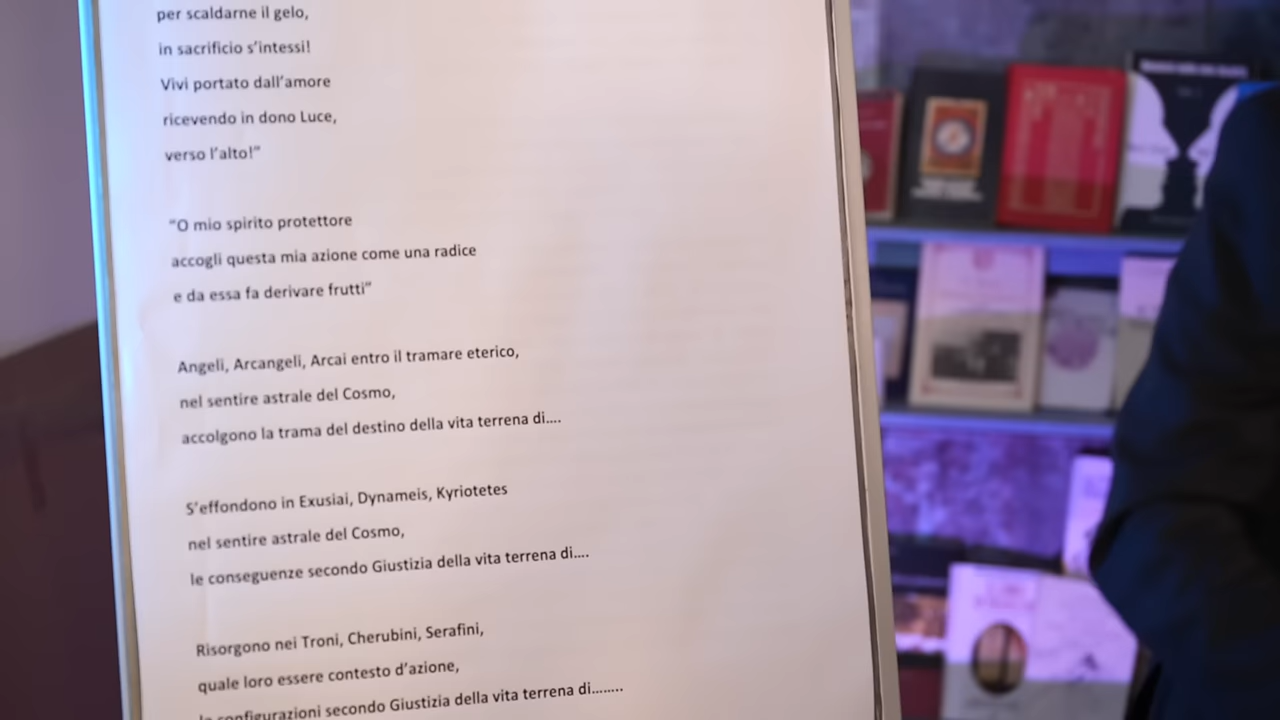 per scaldarne il gelo,
in sacrificio s'intessi!
Vivi portato dall'amore
ricevendo in dono Luce,
verso l'alto!"
"O mio spirito protettore
accogli questa mia azione come una radice
e da essa fa derivare frutti"
Angeli, Arcangeli, Arcai entro il tramare eterico,
nel sentire astrale del Cosmo,
accolgono la trama del destino della vita terrena di....
S'effondono in Exusiai, Dynameis, Kyriotetes
nel sentire astrale del Cosmo,
le conseguenze secondo Giustizia della vita terrena di....
Risorgono nei Troni, Cherubini, Serafini,
quale loro essere contesto d'azione,
le configurazioni secondo Giustizia della vita terrena di........